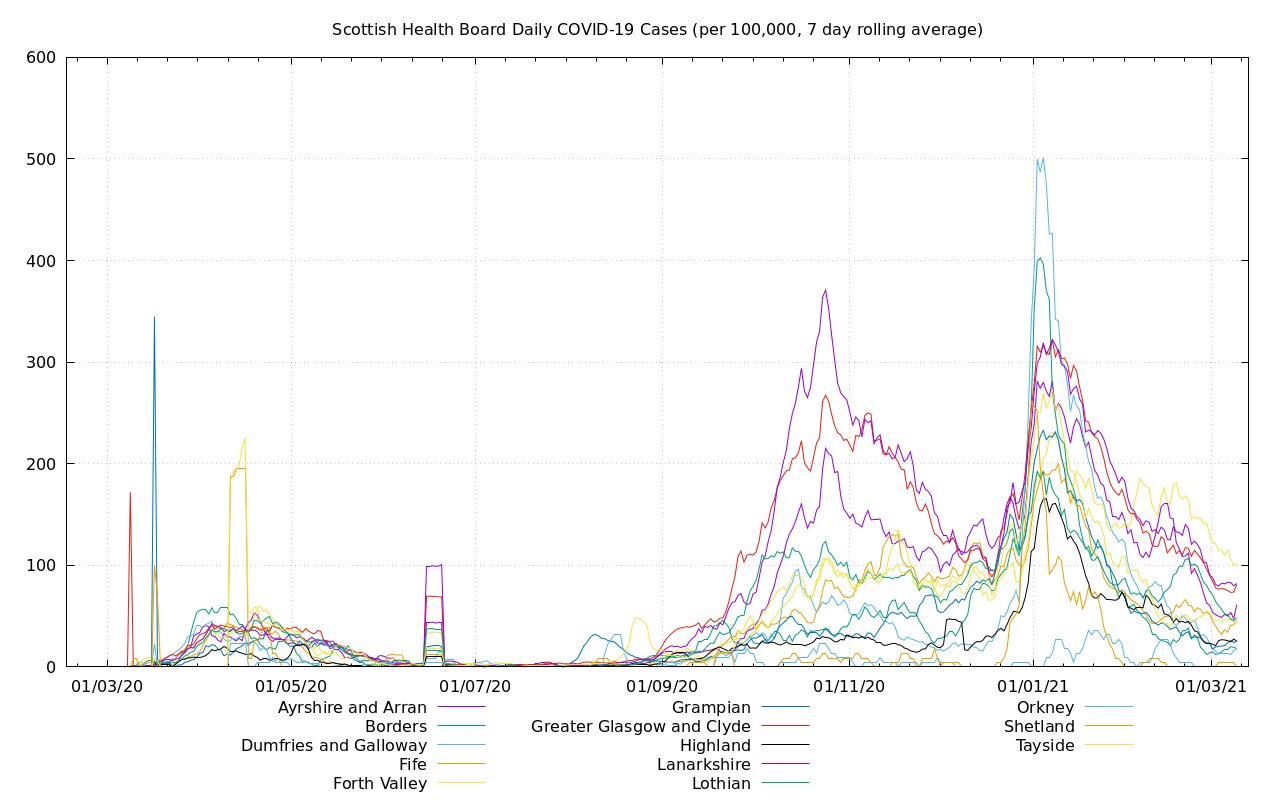 Scottish Health Board Daily COVID-19 Cases (per 100,000, 7 day rolling average)
600
500
400
300
200
100
0
01/03/20 01/05/20 01/07/20 01/09/20 01/11/20 01/01/21 01/03/21
Ayrshire and Arran Grampian Orkney
Borders Greater Glasgow and Clyde Shetland
Dumfries and Galloway Highland Tayside
Fife Lanarkshire
Forth Valley Lothian